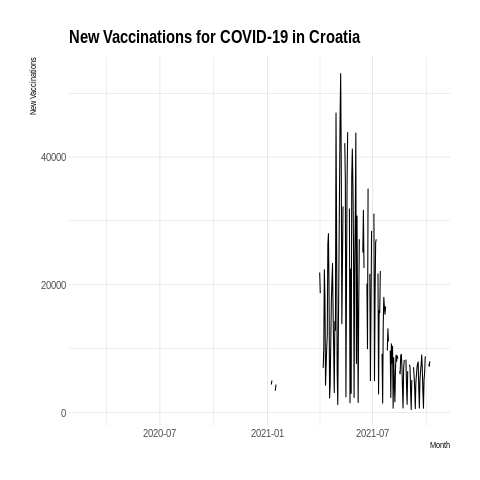 New Vaccinations for COVID-19 in Croatia
New Vaccinations
40000
20000
0
2020-07 2021-01 2021-07
Month